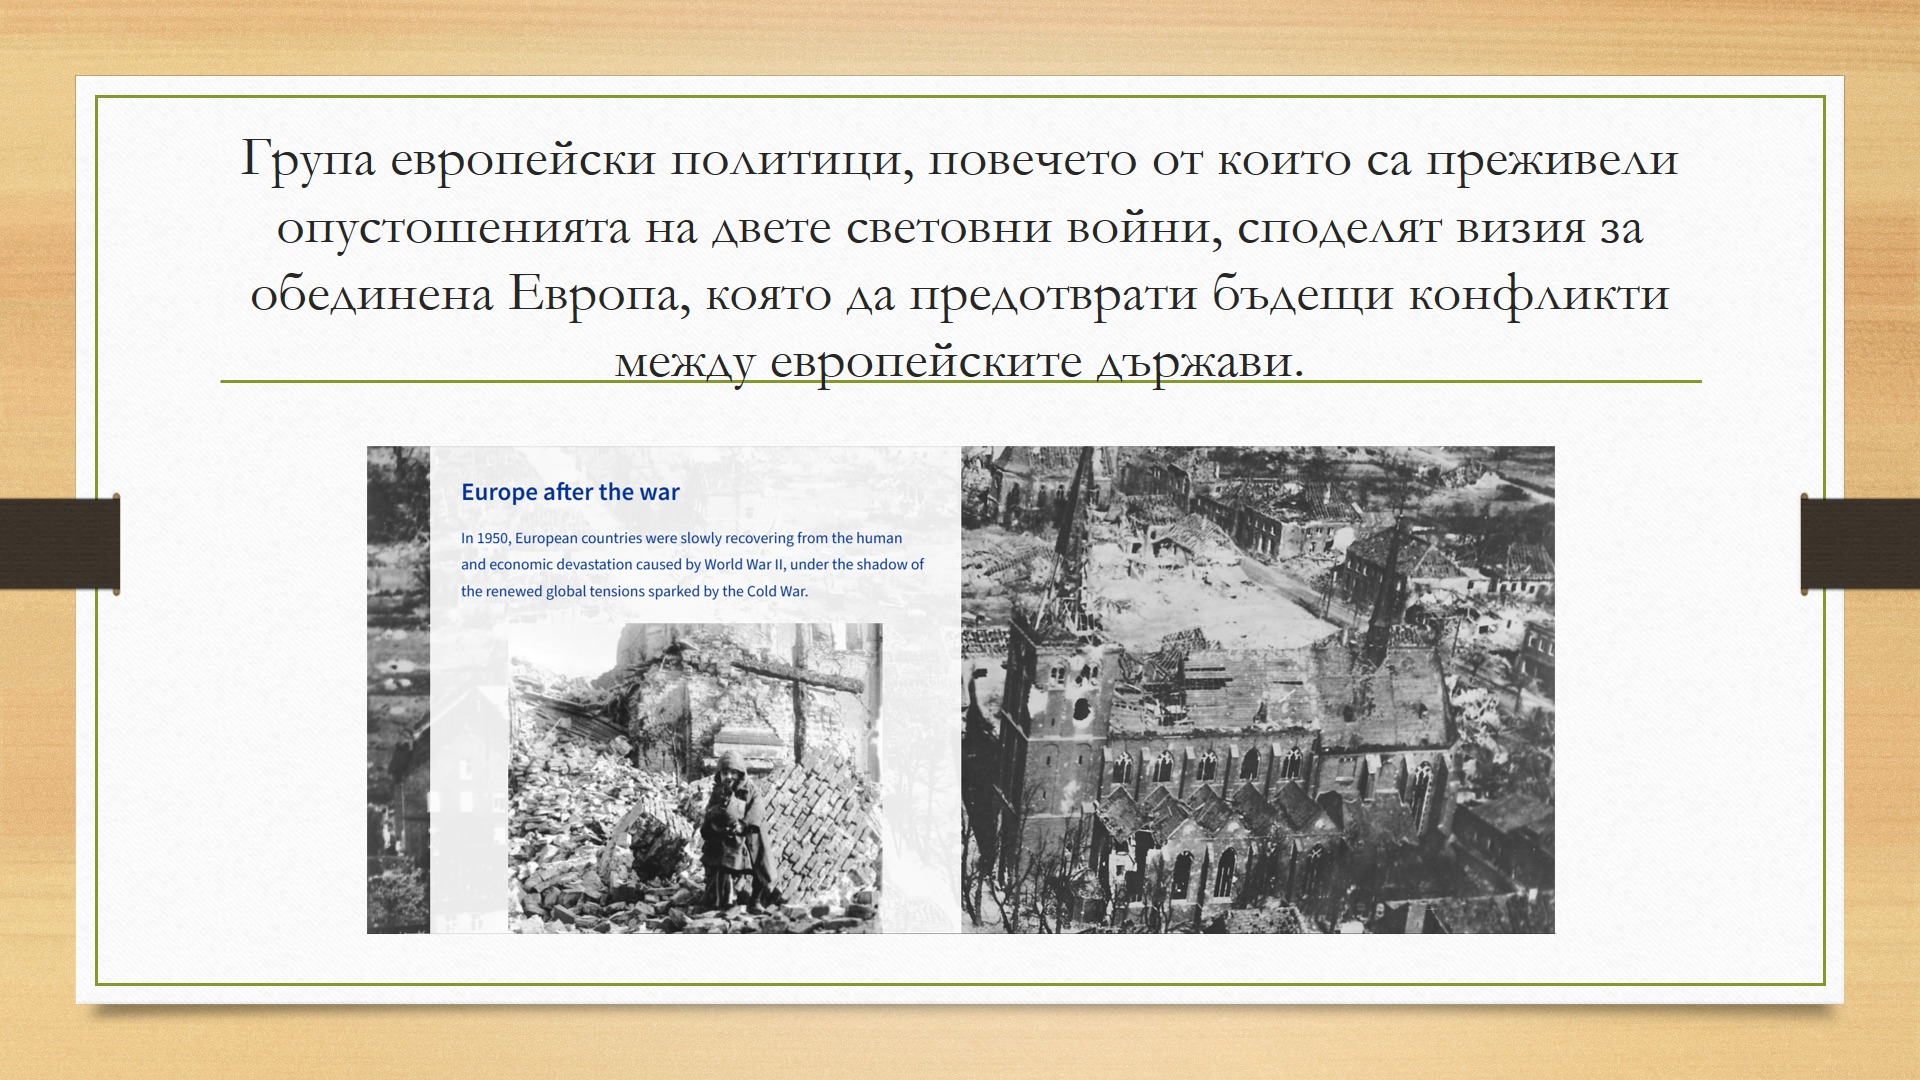 Група европейски политици, повечето от които са преживели
опустошенията на двете световни войни, споделят визия за
обединена Европа, която да предотврати бъдещи конфликти
между европейските държави.
Europe after the war
In 1950, European countries were slowly recovering from the human
and economic devastation caused by World War II, under the shadow of
the renewed global tensions sparked by the Cold War.